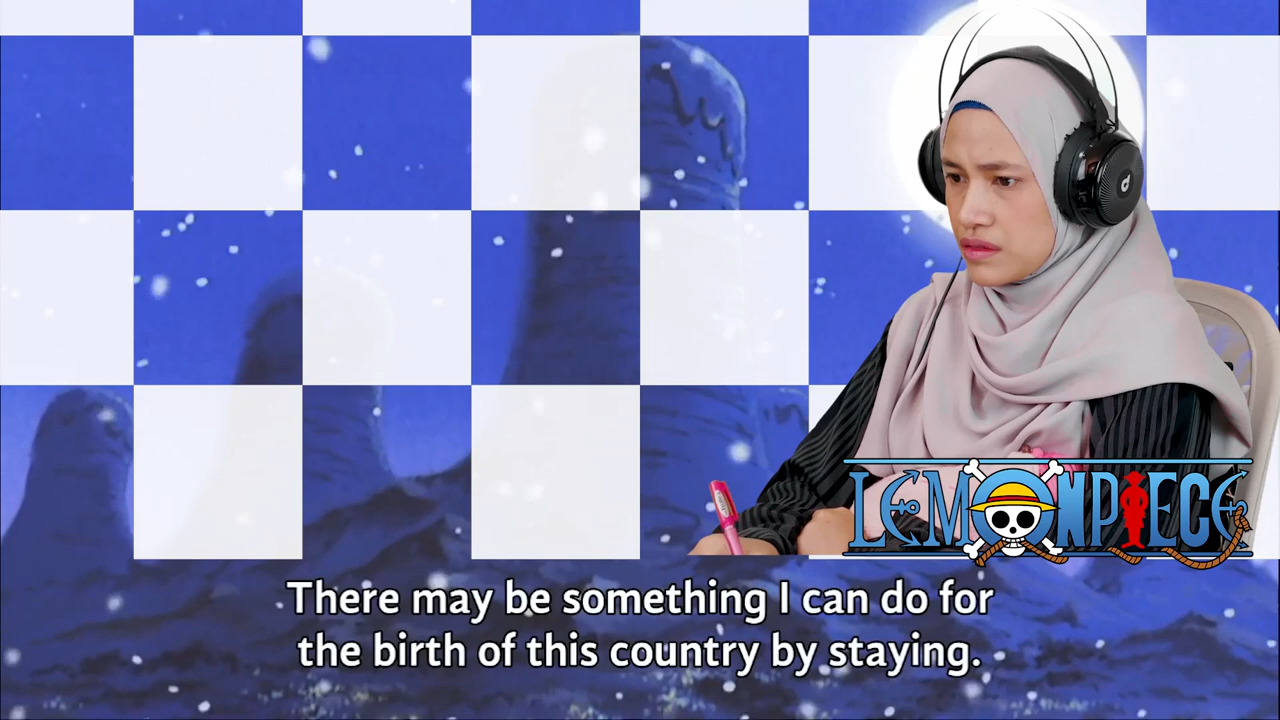 LEMONPIECE
There may be something I can do for
the birth of this country by staying.